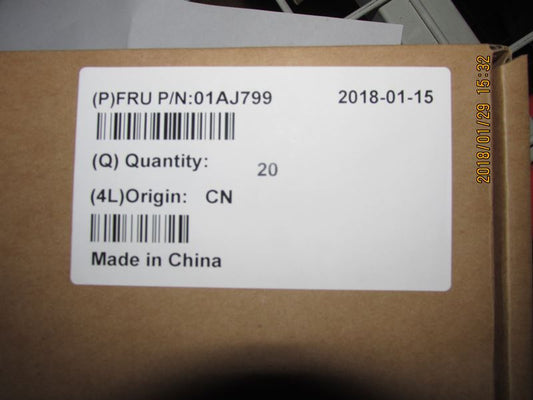 (P)FRU P/N:01AJ799 2018-01-15
(Q) Quantity: 20
(4L)Origin: CN
Made in China
2018/01/29 15:32